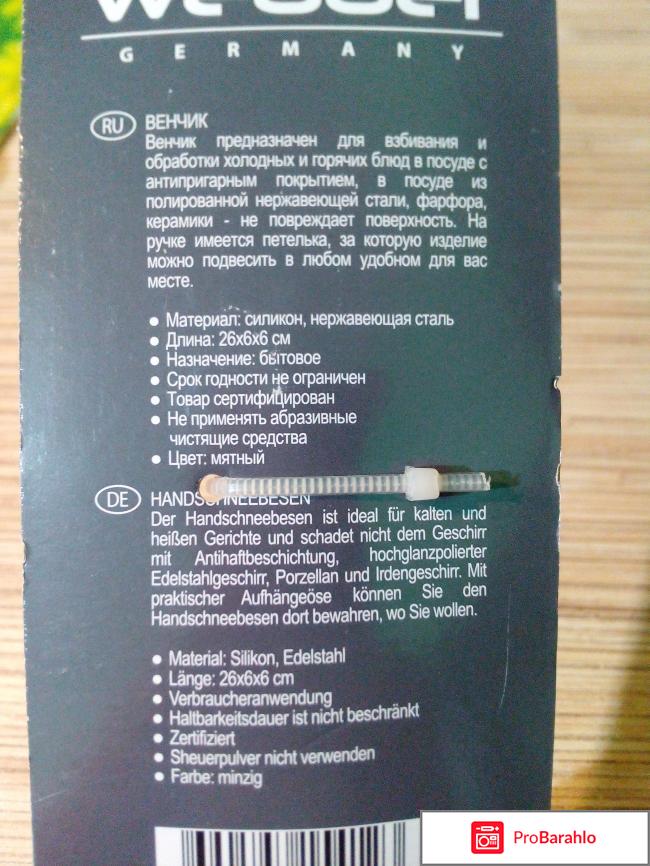 GERMANY
RU ВЕНЧИК
Венчик предназначен для взбивания и
обработки холодных и горячих блюд в посуде с
антипригарным покрытием, в посуде из
полированной нержавеющей стали, фарфора,
керамики - не повреждает поверхность. На
ручке имеется петелька, за которую изделие
можно подвесить в любом удобном для вас
месте.
• Материал: силикон, нержавеющая сталь
• Длина: 26х6х6 см
• Назначение: бытовое
• Срок годности не ограничен
• Товар сертифицирован
• Не применять абразивные
чистящие средства
• Цвет: мятный
DE HANDSCHNEEBESEN
Der Handschneebesen ist ideal für kalten und
heißen Gerichte und schadet nicht dem Geschirr
mit Antihaftbeschichtung, hochglanzpolierter
Edelstahlgeschirr, Porzellan und Irdengeschirr. Mit
praktischer Aufhängeöse können Sie den
Handschneebesen dort bewahren, wo Sie wollen.
• Material: Silikon, Edelstahl
• Länge: 26x6x6 cm
• Verbraucheranwendung
• Haltbarkeitsdauer ist nicht beschränkt
• Zertifiziert
• Sheuerpulver nicht verwenden
• Farbe: minzig
ProBarahlo